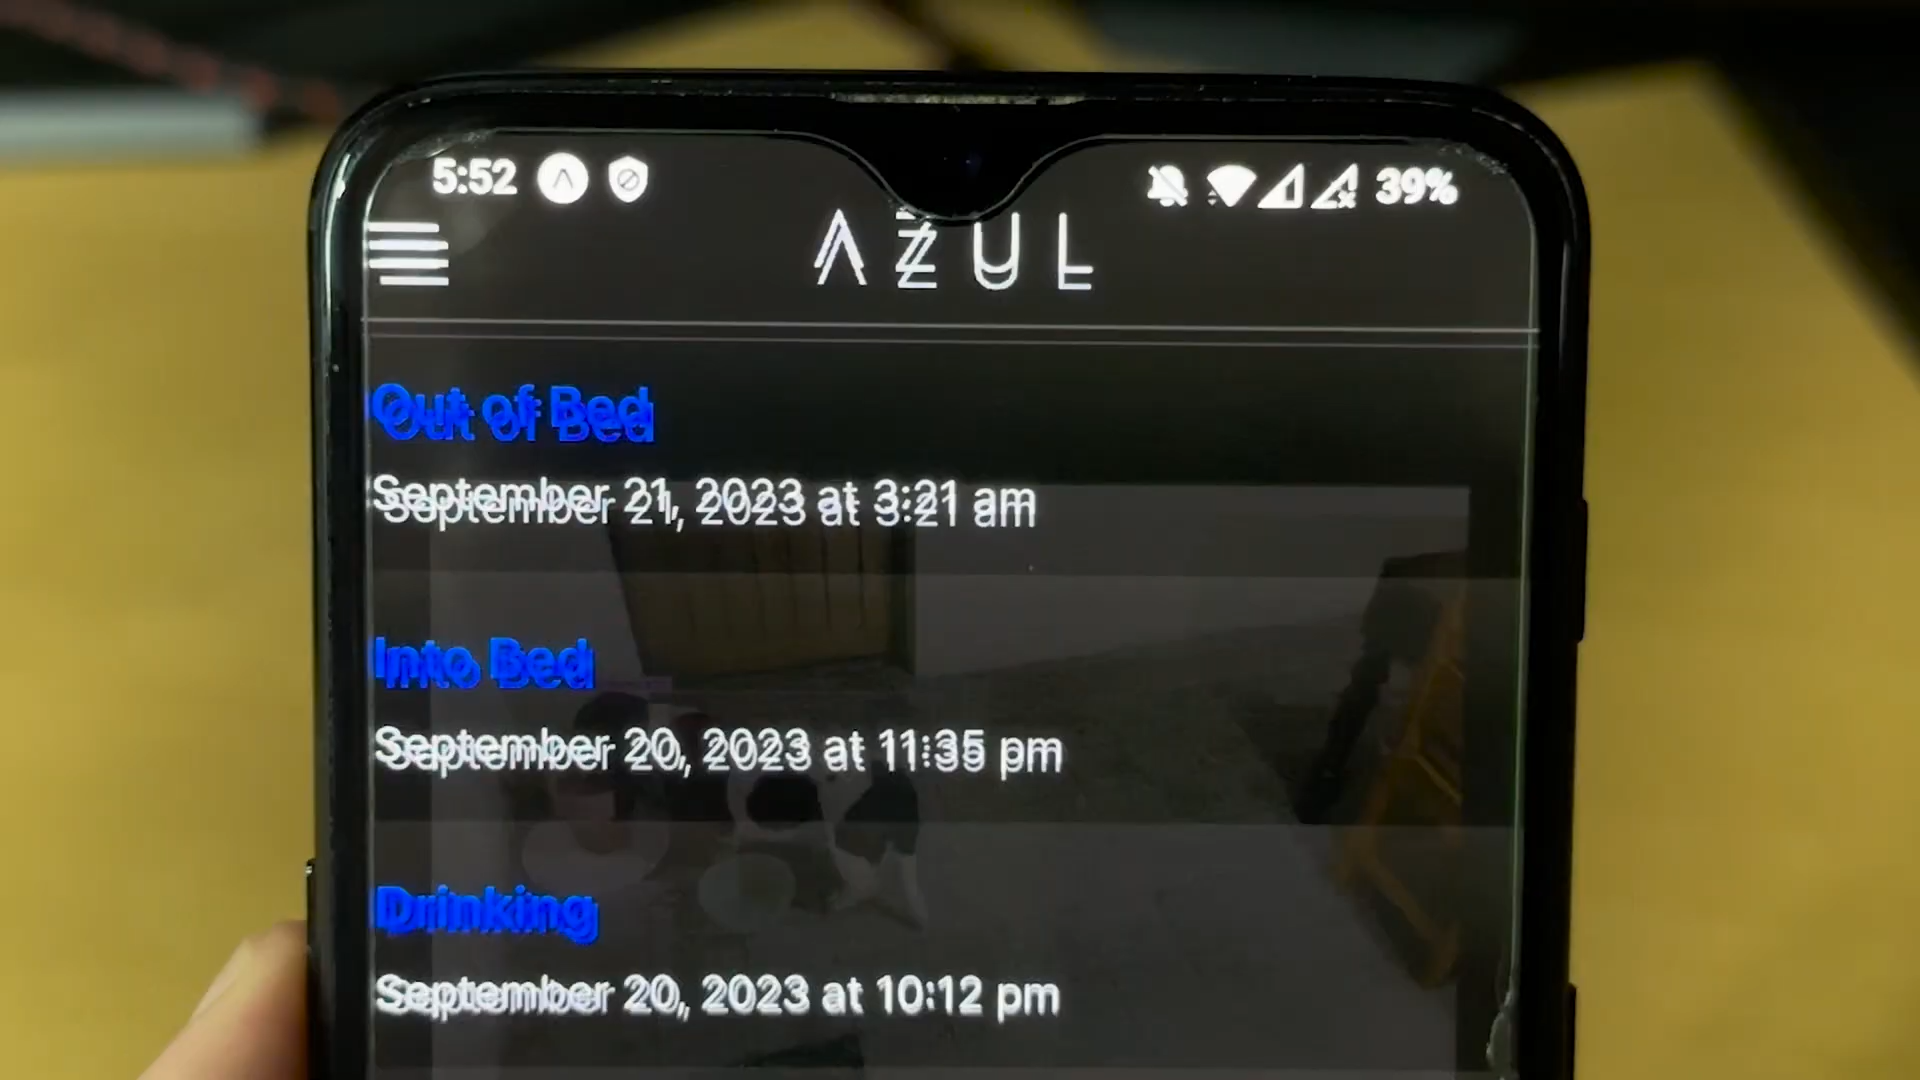 5:52 39%
AZUL
Out of Bed
September 21, 2023 at 3:21 am
Into Bed
September 20, 2023 at 11:35 pm
Drinking
September 20, 2023 at 10:12 pm